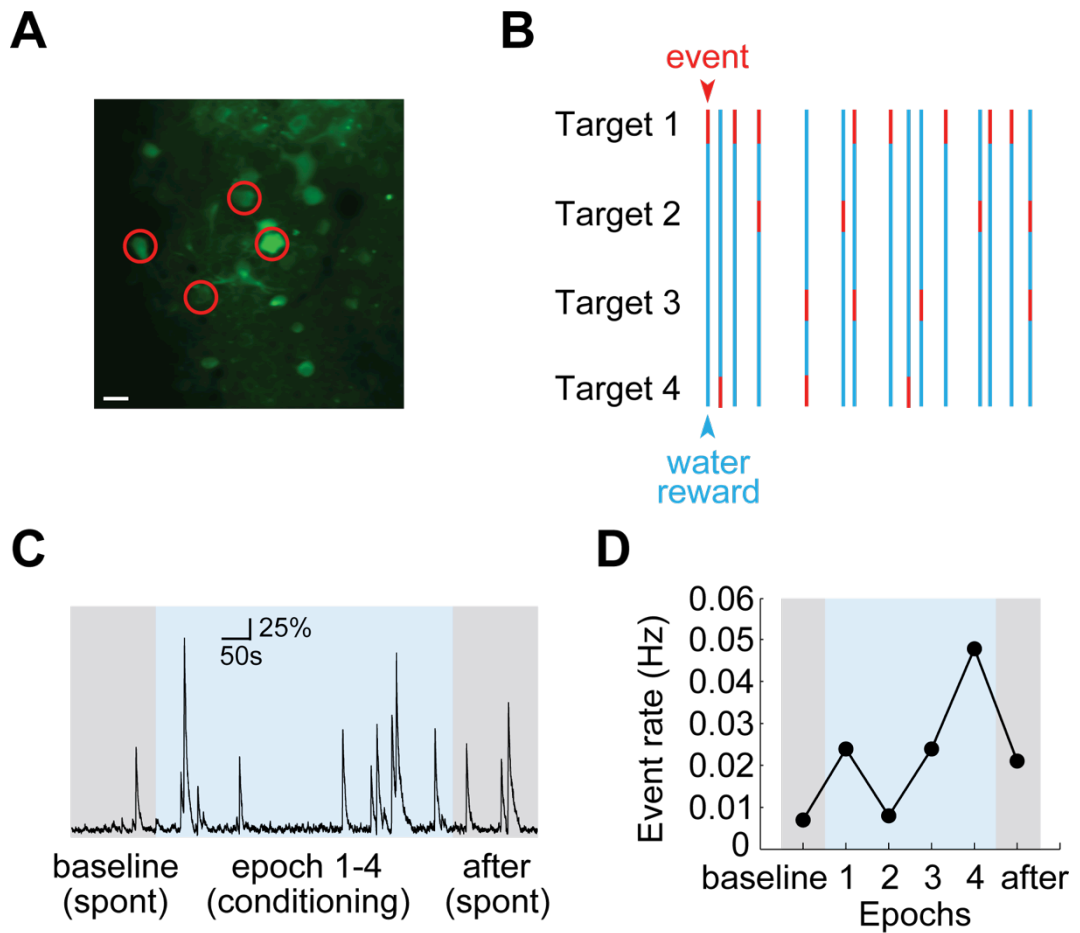 A
B
event
Target 1
Target 2
Target 3
Target 4
water
reward
C
25%
50s
baseline
(spont)
epoch 1-4
(conditioning)
after
(spont)
D
Event rate (Hz)
0.06
0.05
0.04
0.03
0.02
0.01
0
baseline 1 2 3 4 after
Epochs